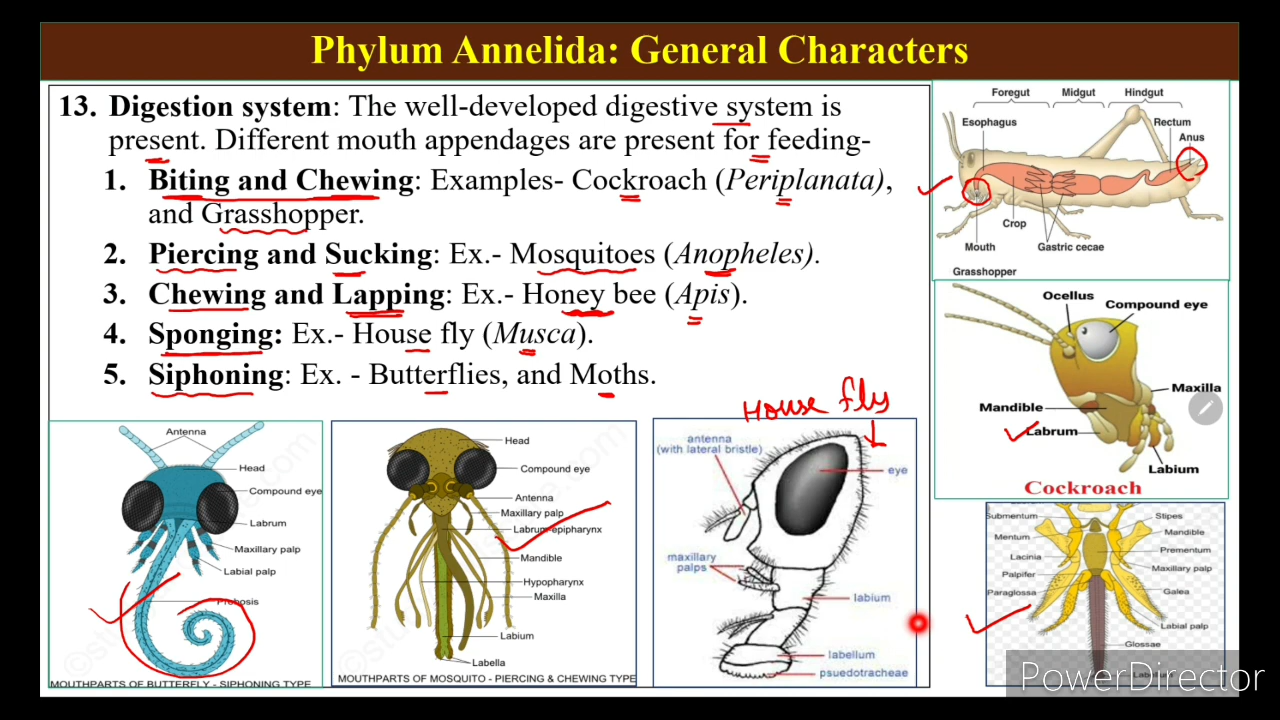 Phylum Annelida: General Characters
13. Digestion system: The well-developed digestive system is
present. Different mouth appendages are present for feeding-
1. Biting and Chewing: Examples- Cockroach (Periplanata),
and Grasshopper.
2. Piercing and Sucking: Ex.- Mosquitoes (Anopheles).
3. Chewing and Lapping: Ex.- Honey bee (Apis).
4. Sponging: Ex.- House fly (Musca).
5. Siphoning: Ex. - Butterflies, and Moths.
Foregut Midgut Hindgut
Esophagus
Rectum
Anus
Crop
Mouth
Gastric cecae
Grasshopper
Ocellus
Compound eye
Maxilla
Mandible
Labrum
Labium
Cockroach
Antenna
Head
Compound eye
Labrum
Maxillary palp
Labial palp
MOUTHPARTS OF BUTTERFLY - SIPHONING TYPE
Head
Compound eye
Antenna
Maxillary palp
Labrum-epipharynx
Mandible
Hypopharynx
Maxilla
Labium
Labella
MOUTHPARTS OF MOSQUITO - PIERCING & CHEWING TYPE
House fly
antenna
(with lateral bristle)
eye
maxillary
palps
labium
labellum
psuedotracheae
Submentum
Stipes
Mentum
Mandible
Lacinia
Prementum
Palpifer
Maxillary palp
Paraglossa
Galea
Labial palp
Glossae
PowerDirector